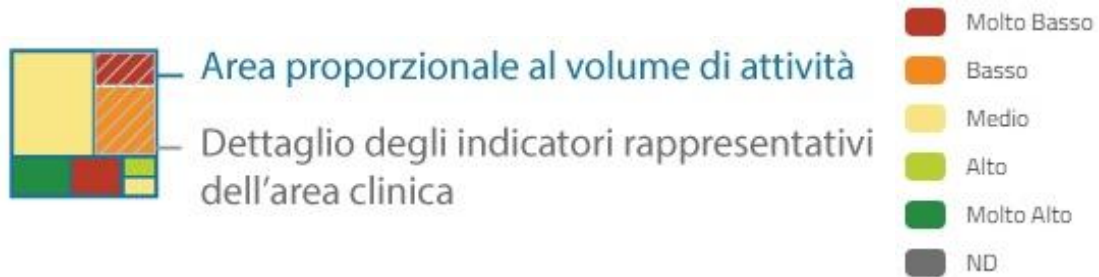 Area proporzionale al volume di attività
Dettaglio degli indicatori rappresentativi
dell'area clinica
Molto Basso
Basso
Medio
Alto
Molto Alto
ND